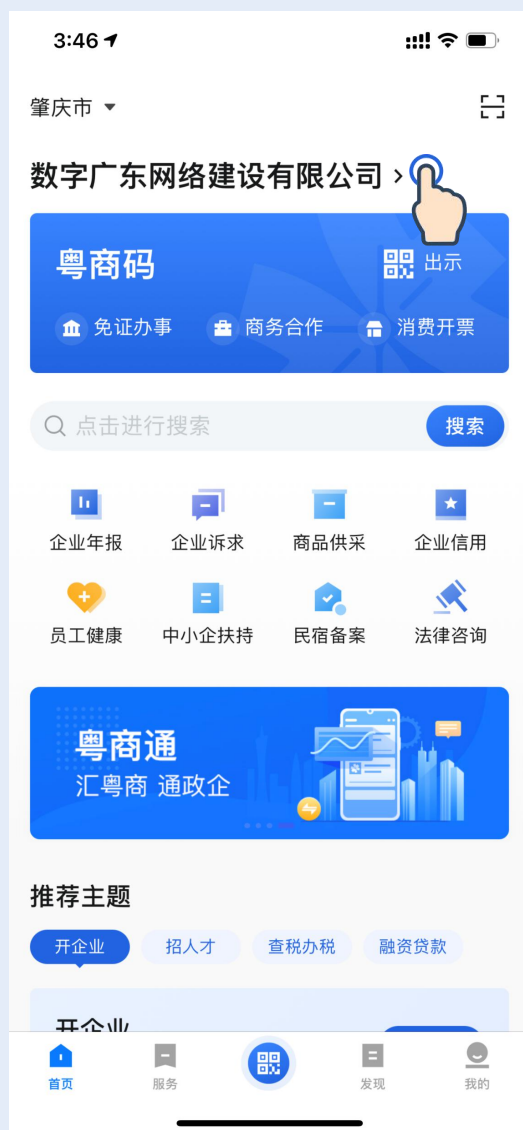 3:46
肇庆市
数字广东网络建设有限公司
粤商码
出示
免证办事 商务合作 消费开票
点击进行搜索 搜索
企业年报 企业诉求 商品供采 企业信用
员工健康 中小企扶持 民宿备案 法律咨询
粤商通
汇粤商 通政企
推荐主题
开企业 招人才 查税办税 融资贷款
开企业
首页 服务 发现 我的